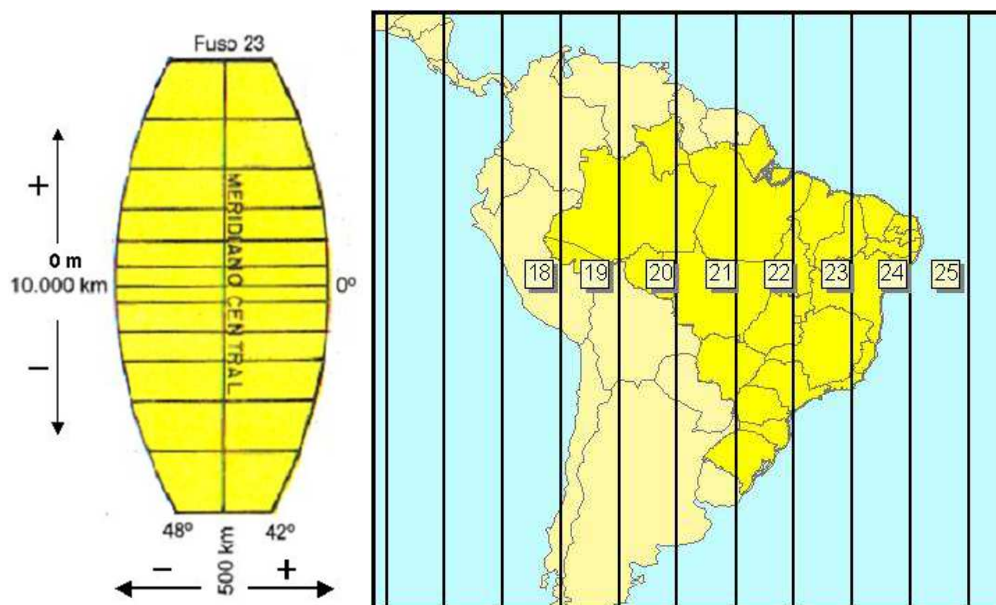 Fuso 23
+
0 m
10.000 km
0º
−
MERIDIANO CENTRAL
48º
42º
500 km
−
+
18
19
20
21
22
23
24
25